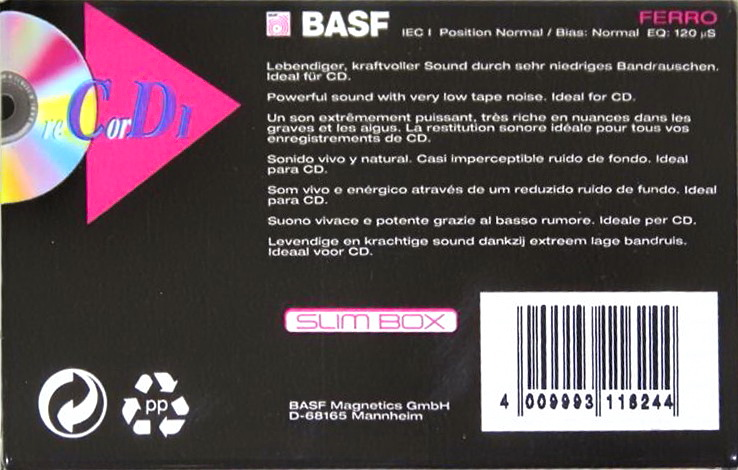 BASF
FERRO
IEC I Position Normal / Bias: Normal EQ: 120 µS
reCorD I
Lebendiger, kraftvoller Sound durch sehr niedriges Bandrauschen.
Ideal für CD.
Powerful sound with very low tape noise. Ideal for CD.
Un son extrêmement puissant, très riche en nuances dans les
graves et les aigus. La restitution sonore idéale pour tous vos
enregistrements de CD.
Sonido vivo y natural. Casi imperceptible ruido de fondo. Ideal
para CD.
Som vivo e enérgico através de um reduzido ruído de fundo. Ideal
para CD.
Suono vivace e potente grazie al basso rumore. Ideale per CD.
Levendige en krachtige sound dankzij extreem lage bandruis.
Ideaal voor CD.
SLIM BOX
PP
BASF Magnetics GmbH
D-68165 Mannheim
4 009993 116244